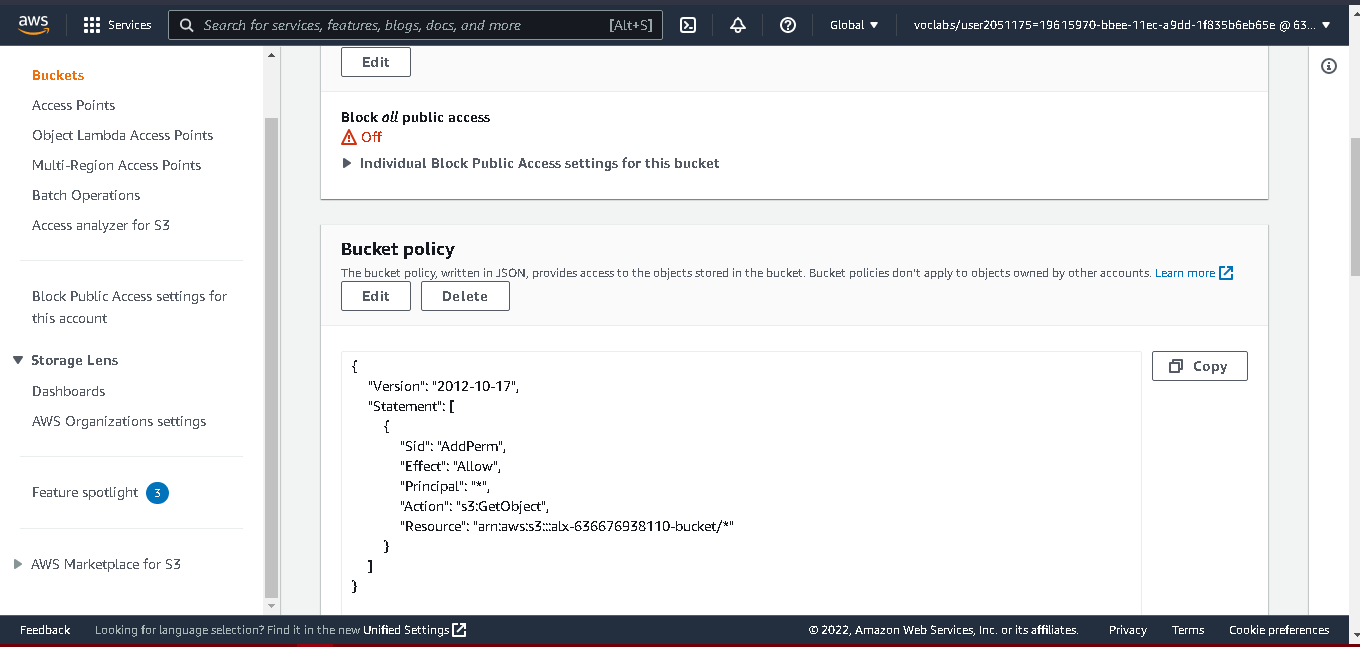 aws
Services
Search for services, features, blogs, docs, and more
[Alt+S]
Global
voclabs/user2051175=19615970-bbee-11ec-a9dd-1f835b6eb65e @ 63...
Buckets
Access Points
Object Lambda Access Points
Multi-Region Access Points
Batch Operations
Access analyzer for S3
Block Public Access settings for
this account
Storage Lens
Dashboards
AWS Organizations settings
Feature spotlight 3
AWS Marketplace for S3
Edit
Block all public access
Off
Individual Block Public Access settings for this bucket
Bucket policy
The bucket policy, written in JSON, provides access to the objects stored in the bucket. Bucket policies don't apply to objects owned by other accounts. Learn more
Edit Delete
Copy
{
"Version": "2012-10-17",
"Statement": [
{
"Sid": "AddPerm",
"Effect": "Allow",
"Principal": "*",
"Action": "s3:GetObject",
"Resource": "arn:aws:s3:::alx-636676938110-bucket/*"
}
]
}
Feedback
Looking for language selection? Find it in the new Unified Settings
© 2022, Amazon Web Services, Inc. or its affiliates.
Privacy
Terms
Cookie preferences